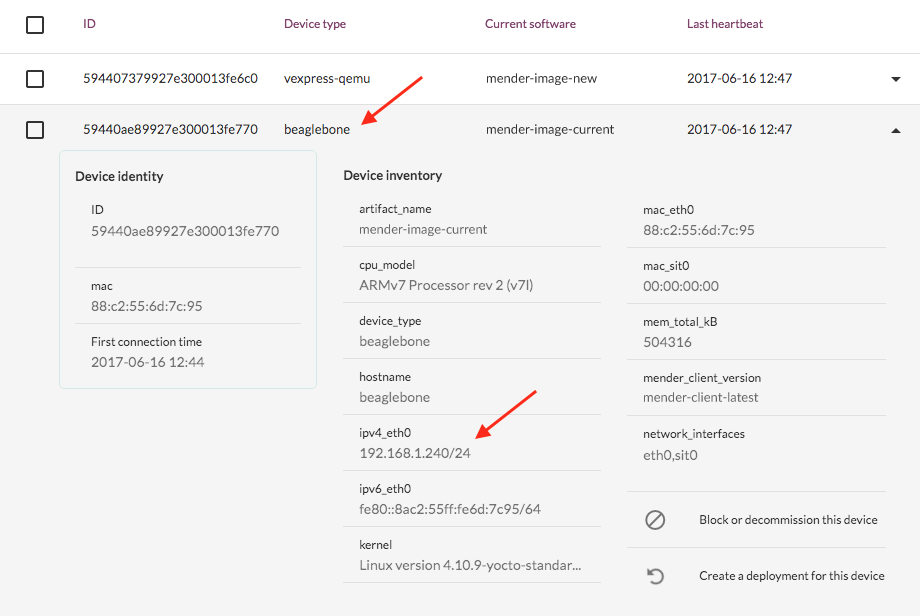 ID Device type Current software Last heartbeat
594407379927e300013fe6c0 vexpress-qemu mender-image-new 2017-06-16 12:47
59440ae89927e300013fe770 beaglebone mender-image-current 2017-06-16 12:47
Device identity
ID
59440ae89927e300013fe770
mac
88:c2:55:6d:7c:95
First connection time
2017-06-16 12:44
Device inventory
artifact_name
mender-image-current
cpu_model
ARMv7 Processor rev 2 (v7l)
device_type
beaglebone
hostname
beaglebone
ipv4_eth0
192.168.1.240/24
ipv6_eth0
fe80::8ac2:55ff:fe6d:7c95/64
kernel
Linux version 4.10.9-yocto-standar...
mac_eth0
88:c2:55:6d:7c:95
mac_sit0
00:00:00:00
mem_total_kB
504316
mender_client_version
mender-client-latest
network_interfaces
eth0,sit0
Block or decommission this device
Create a deployment for this device